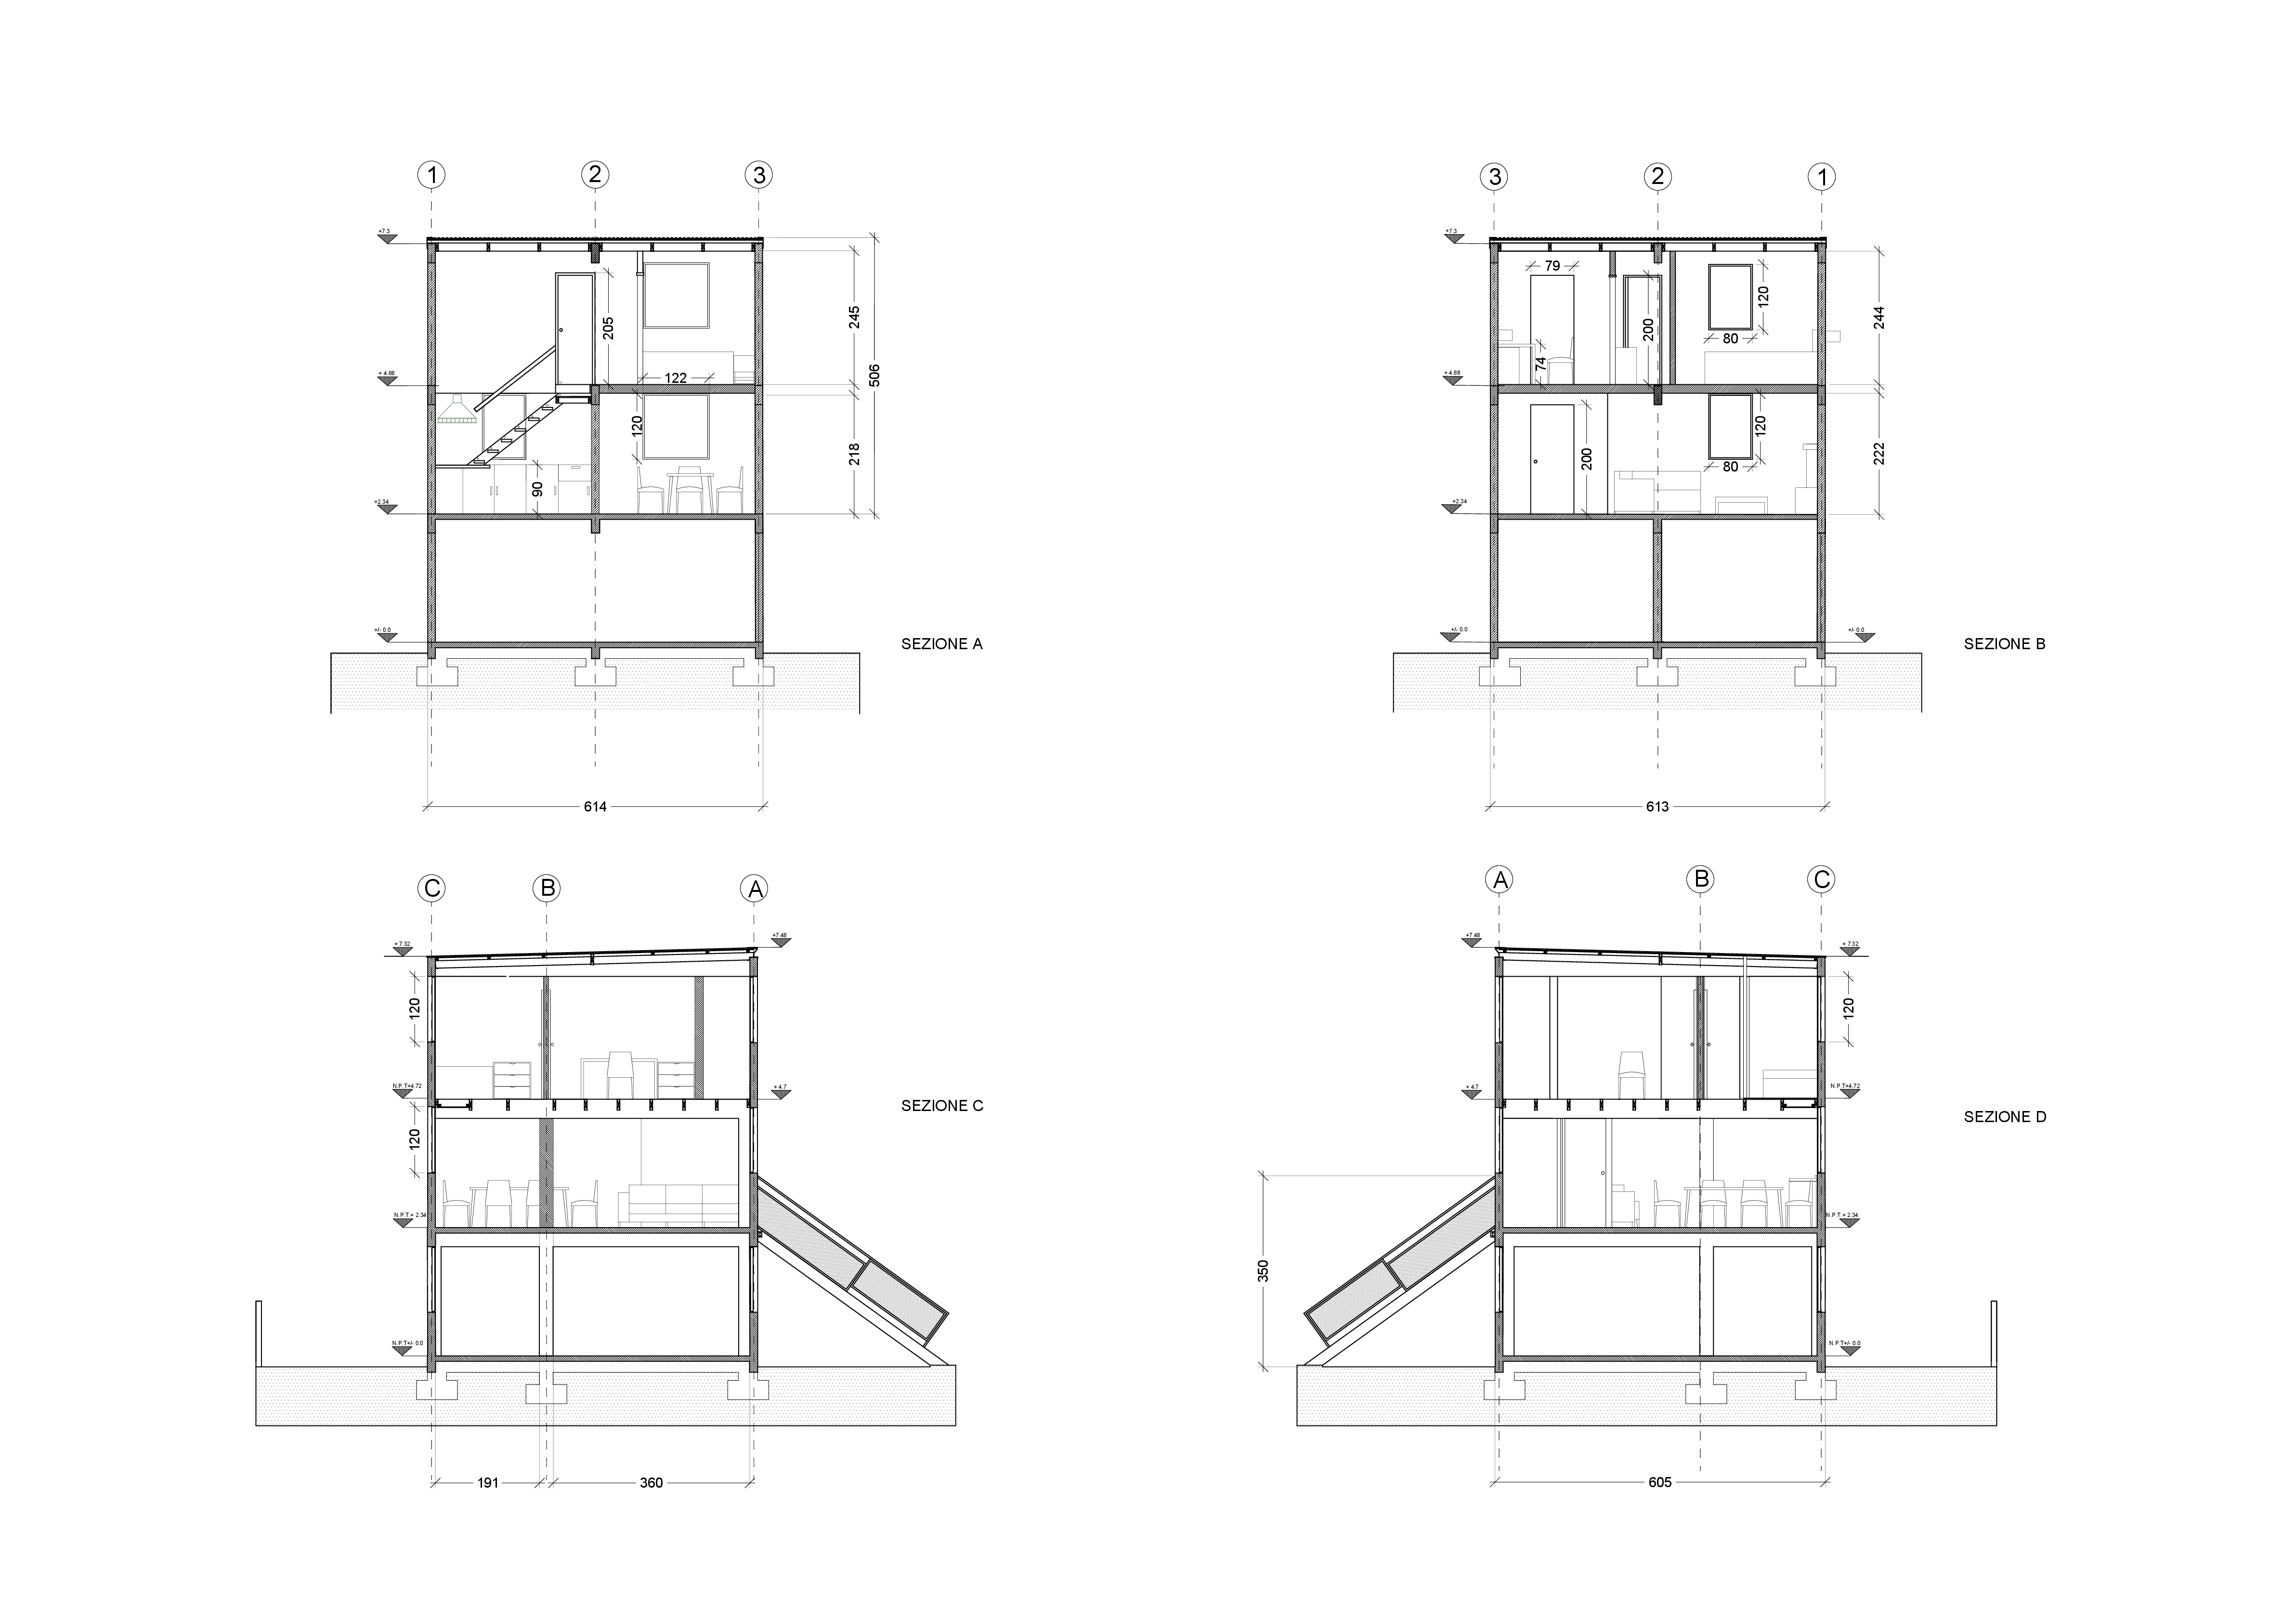 1 2 3
+7.3
205
245
506
+ 4.68
122
120
218
90
+2.34
+/- 0.0
SEZIONE A
614
3 2 1
+7.3
79
120
200
80
244
74
+ 4.68
120
200
222
80
+2.34
+/- 0.0
+/- 0.0
SEZIONE B
613
C B A
+ 7.32
+7.48
120
N.P.T+4.72
+ 4.7
SEZIONE C
120
N.P.T.+ 2.34
N.P.T+/- 0.0
191 360
A B C
+7.48
+ 7.32
120
+ 4.7
N.P.T+4.72
SEZIONE D
N.P.T.+ 2.34
350
N.P.T+/- 0.0
605